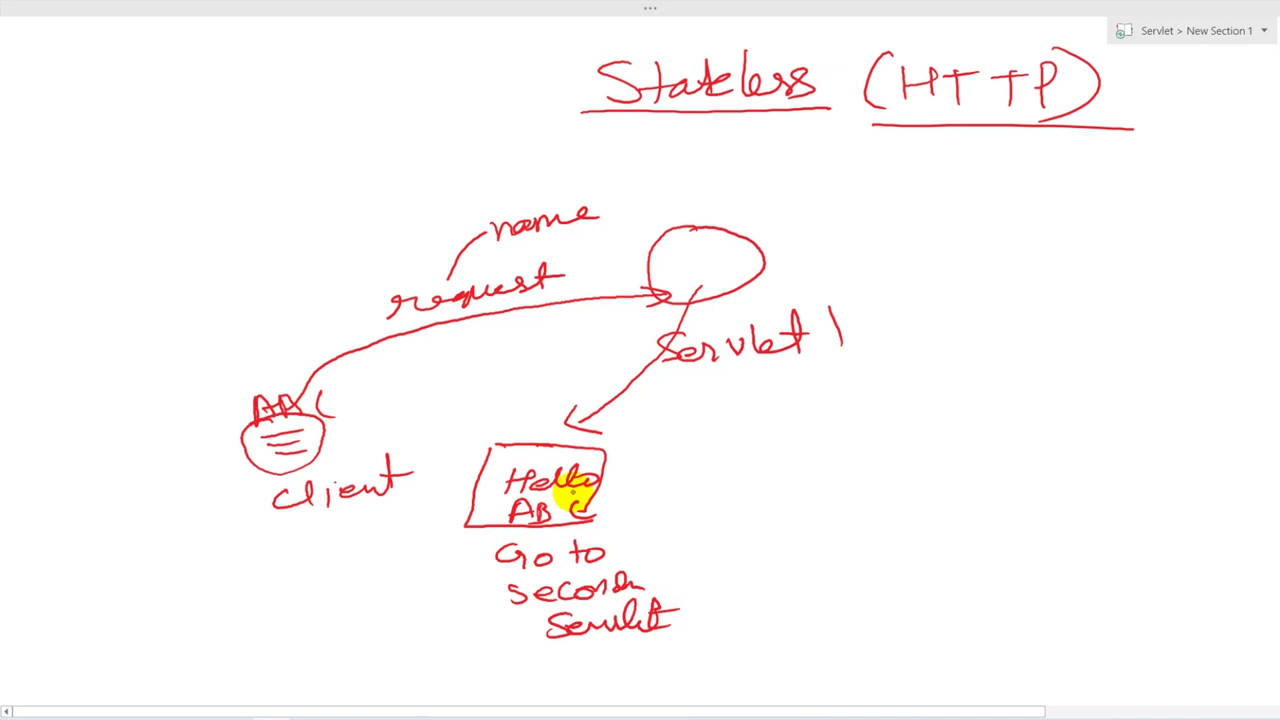 Servlet > New Section 1
Stateless (HTTP)
name
request
Servlet 1
ABC
Client
Hello
ABC
Go to
second
Servlet